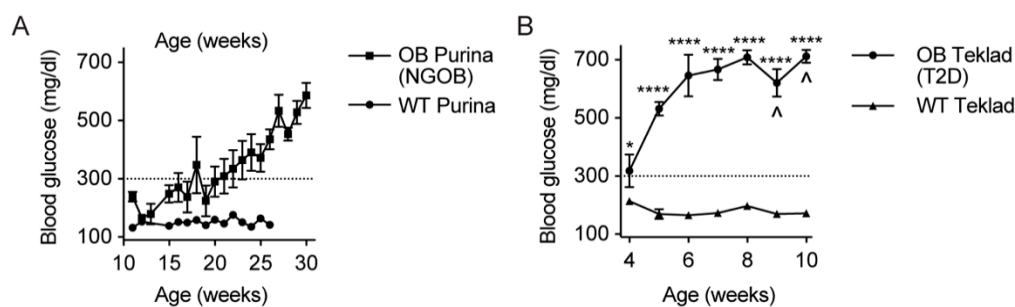 A
Age (weeks)
Blood glucose (mg/dl)
700
500
300
100
10 15 20 25 30
Age (weeks)
OB Purina
(NGOB)
WT Purina
B
Blood glucose (mg/dl)
700
500
300
100
* **** **** **** **** **** ****
^ ^
4 6 8 10
Age (weeks)
OB Teklad
(T2D)
WT Teklad